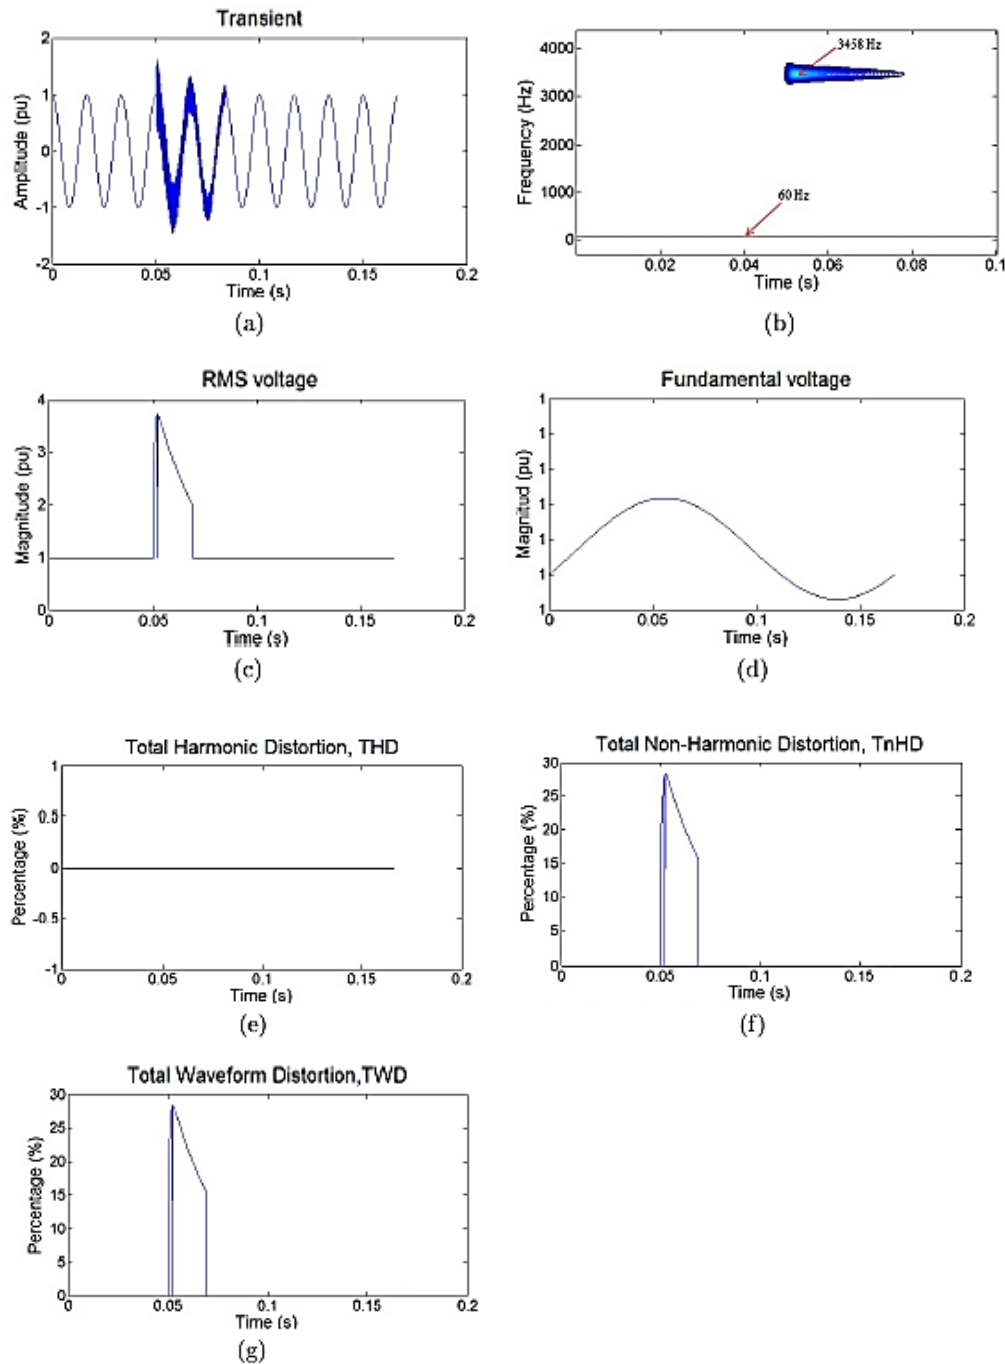 Transient
2
1
0
-1
-2
Amplitude (pu)
0 0.05 0.1 0.15 0.2
Time (s)
(a)
4000
3000
2000
1000
0
Frequency (Hz)
3458 Hz
60 Hz
0.02 0.04 0.06 0.08 0.1
Time (s)
(b)
RMS voltage
4
3
2
1
0
Magnitude (pu)
0 0.05 0.1 0.15 0.2
Time (s)
(c)
Fundamental voltage
1
1
1
1
1
1
1
Magnitud (pu)
0 0.05 0.1 0.15 0.2
Time (s)
(d)
Total Harmonic Distortion, THD
1
0.5
0
-0.5
-1
Percentage (%)
0 0.05 0.1 0.15 0.2
Time (s)
(e)
Total Non-Harmonic Distortion, TnHD
30
25
20
15
10
5
0
Percentage (%)
0 0.05 0.1 0.15 0.2
Time (s)
(f)
Total Waveform Distortion,TWD
30
25
20
15
10
5
0
Percentage (%)
0 0.05 0.1 0.15 0.2
Time (s)
(g)